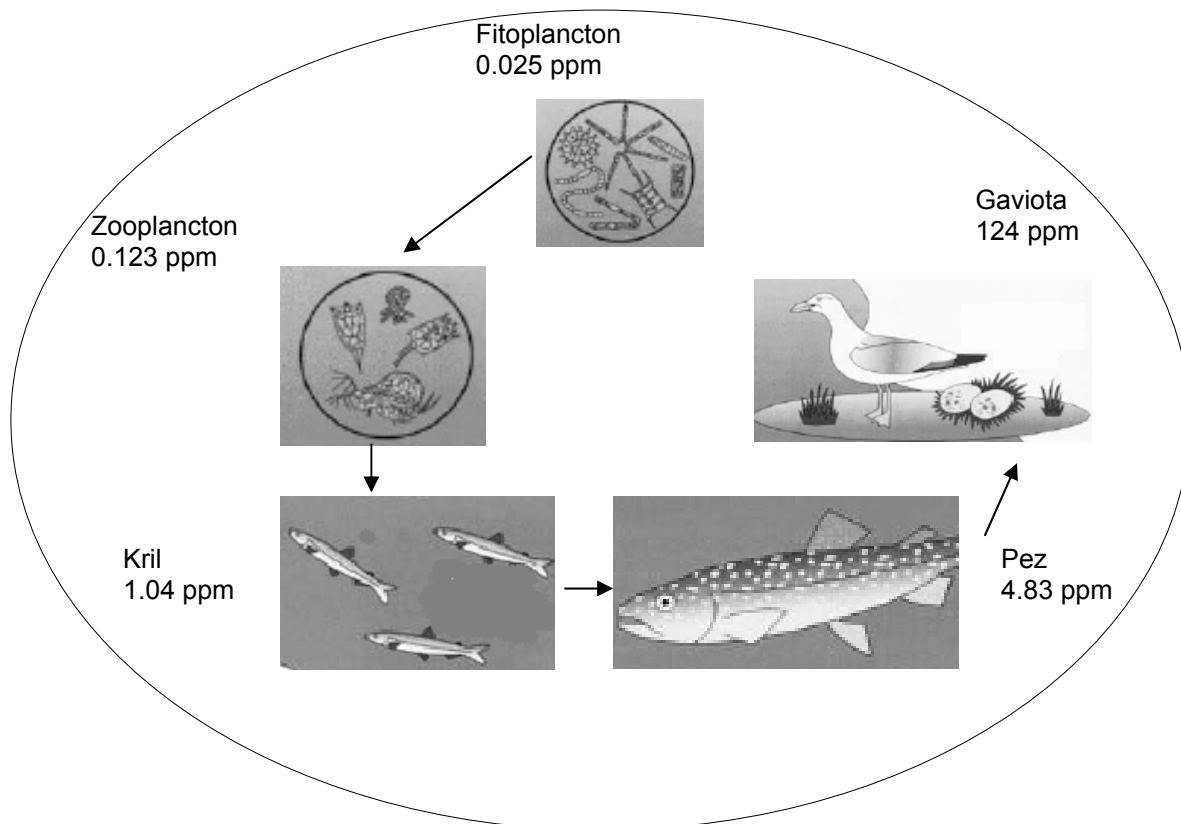 Fitoplancton
0.025 ppm
Zooplancton
0.123 ppm
Gaviota
124 ppm
Kril
1.04 ppm
Pez
4.83 ppm